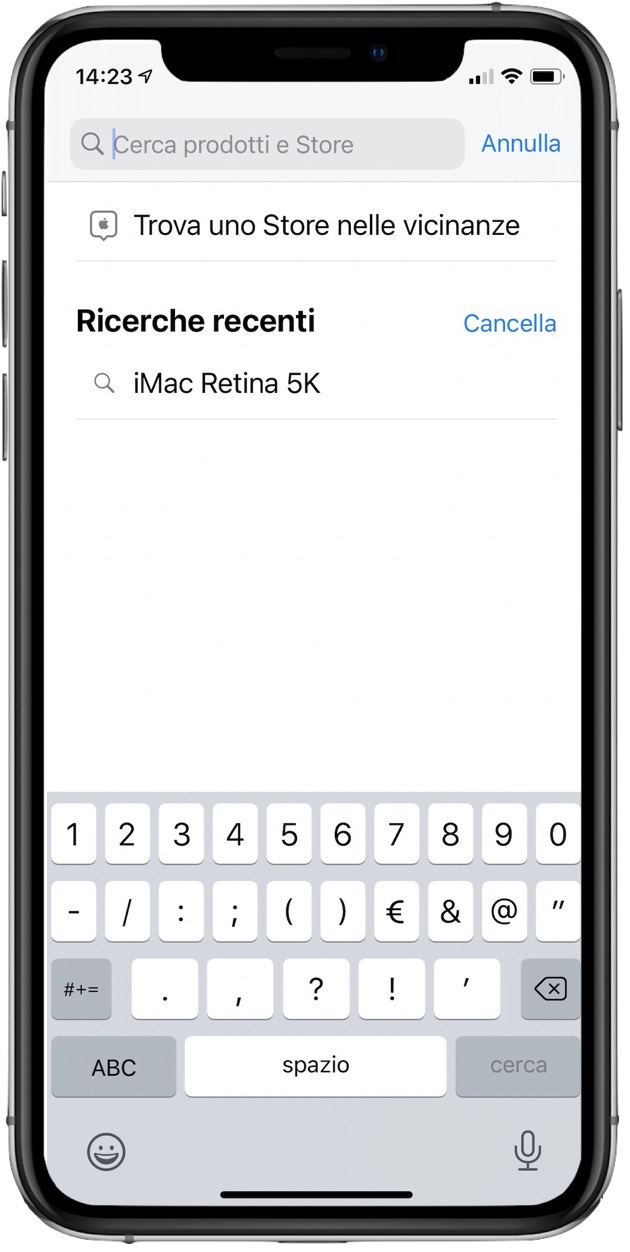 14:23
Cerca prodotti e Store Annulla
Trova uno Store nelle vicinanze
Ricerche recenti Cancella
iMac Retina 5K
1 2 3 4 5 6 7 8 9 0
- / : ; ( ) € & @ "
#+= . , ? ! '
ABC spazio cerca